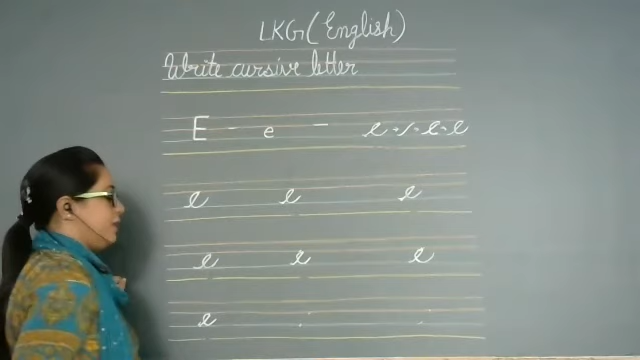 LKG (English)
Write cursive letter
E - e - e . / . e . e
e e e
e e e
e